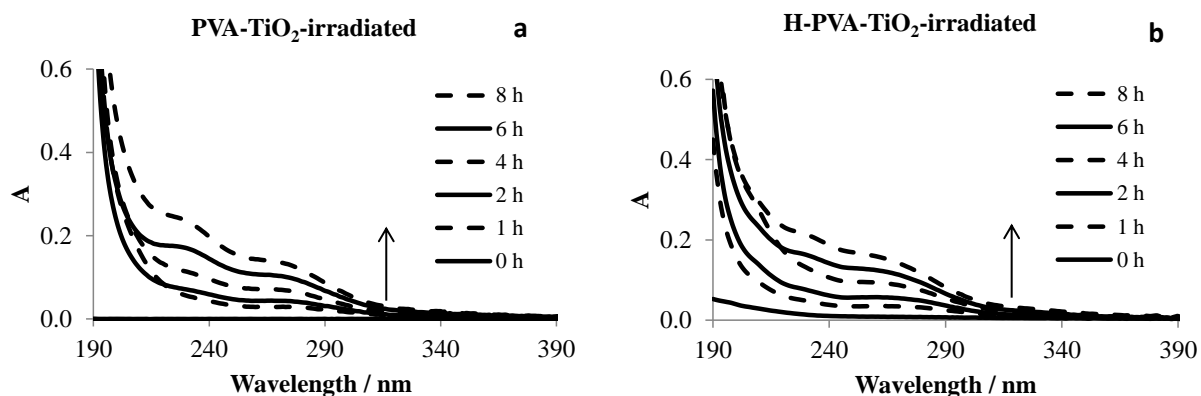 PVA-TiO₂-irradiated
a
0.6
0.4
0.2
0.0
A
8 h
6 h
4 h
2 h
1 h
0 h
190 240 290 340 390
Wavelength / nm
H-PVA-TiO₂-irradiated
b
0.6
0.4
0.2
0.0
A
8 h
6 h
4 h
2 h
1 h
0 h
190 240 290 340 390
Wavelength / nm